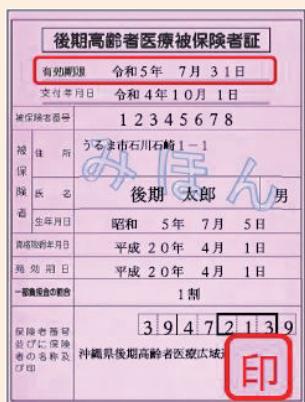 後期高齢者医療被保険者証
有効期限 令和5年 7月31日
交付年月日 令和4年10月 1日
被保険者番号 12345678
被保険者
住所 うるま市石川石崎1-1
氏名 後期 太郎 男
生年月日 昭和 5年 7月 5日
資格取得年月日 平成20年 4月 1日
発効期日 平成20年 4月 1日
一部負担金の割合 1割
保険者番号並びに保険者の名称及び印
39472139
沖縄県後期高齢者医療広域
印
みほん